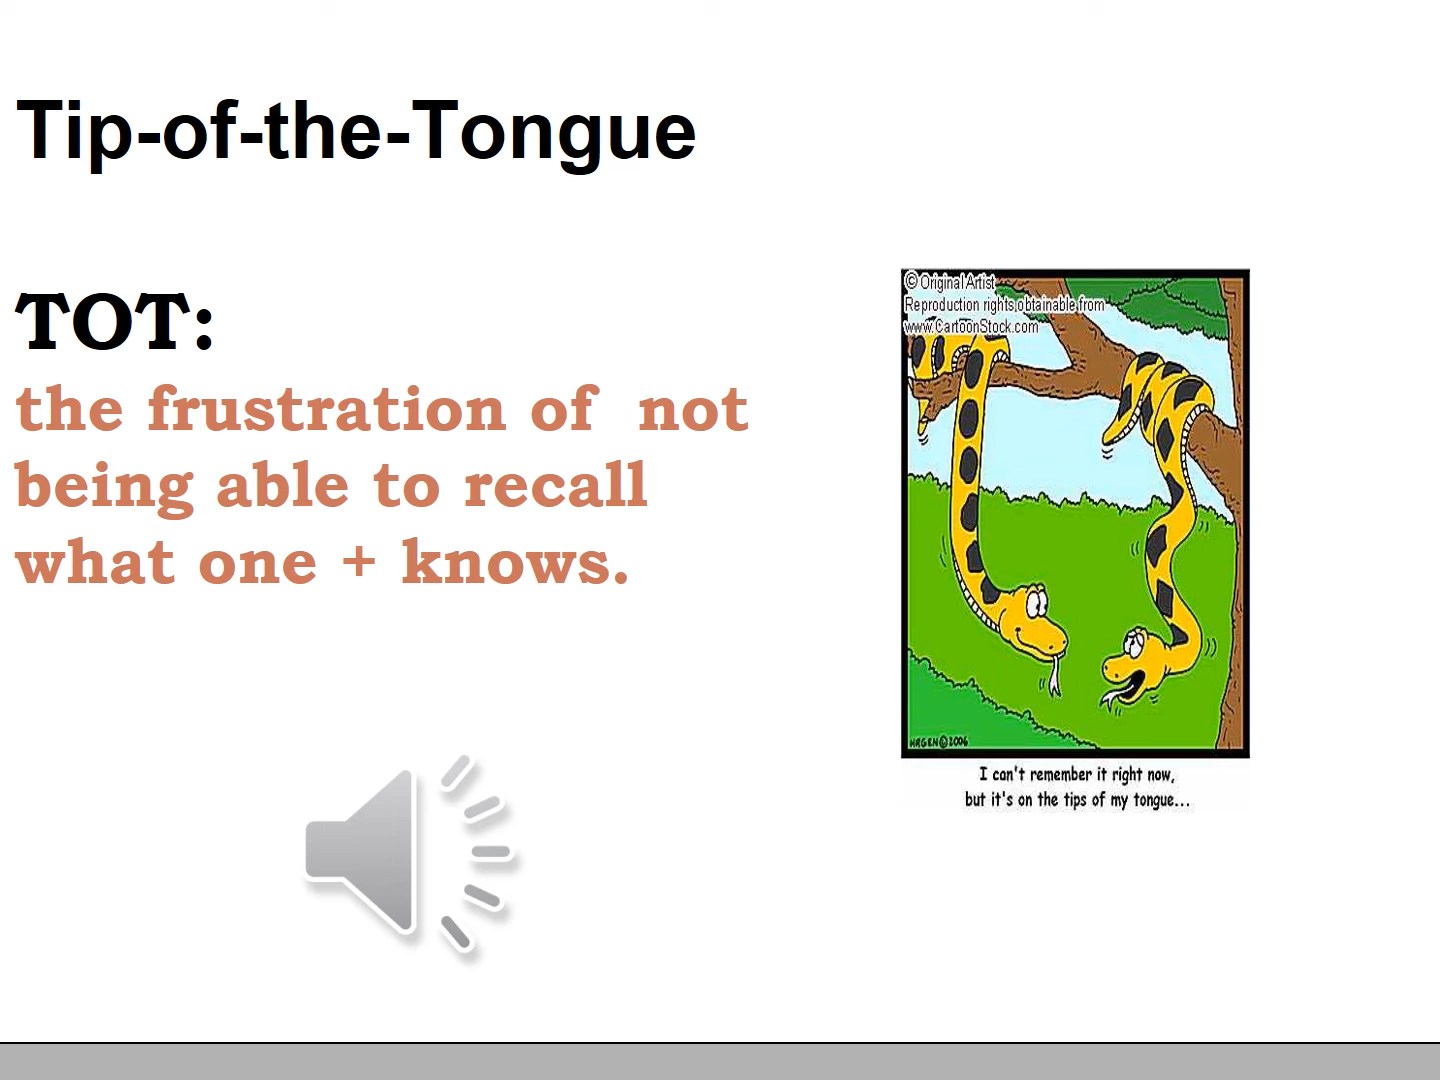 Tip-of-the-Tongue
TOT:
the frustration of not
being able to recall
what one + knows.
© Original Artist
Reproduction rights obtainable from
www.CartoonStock.com
HAGEN©2006
I can't remember it right now,
but it's on the tips of my tongue...